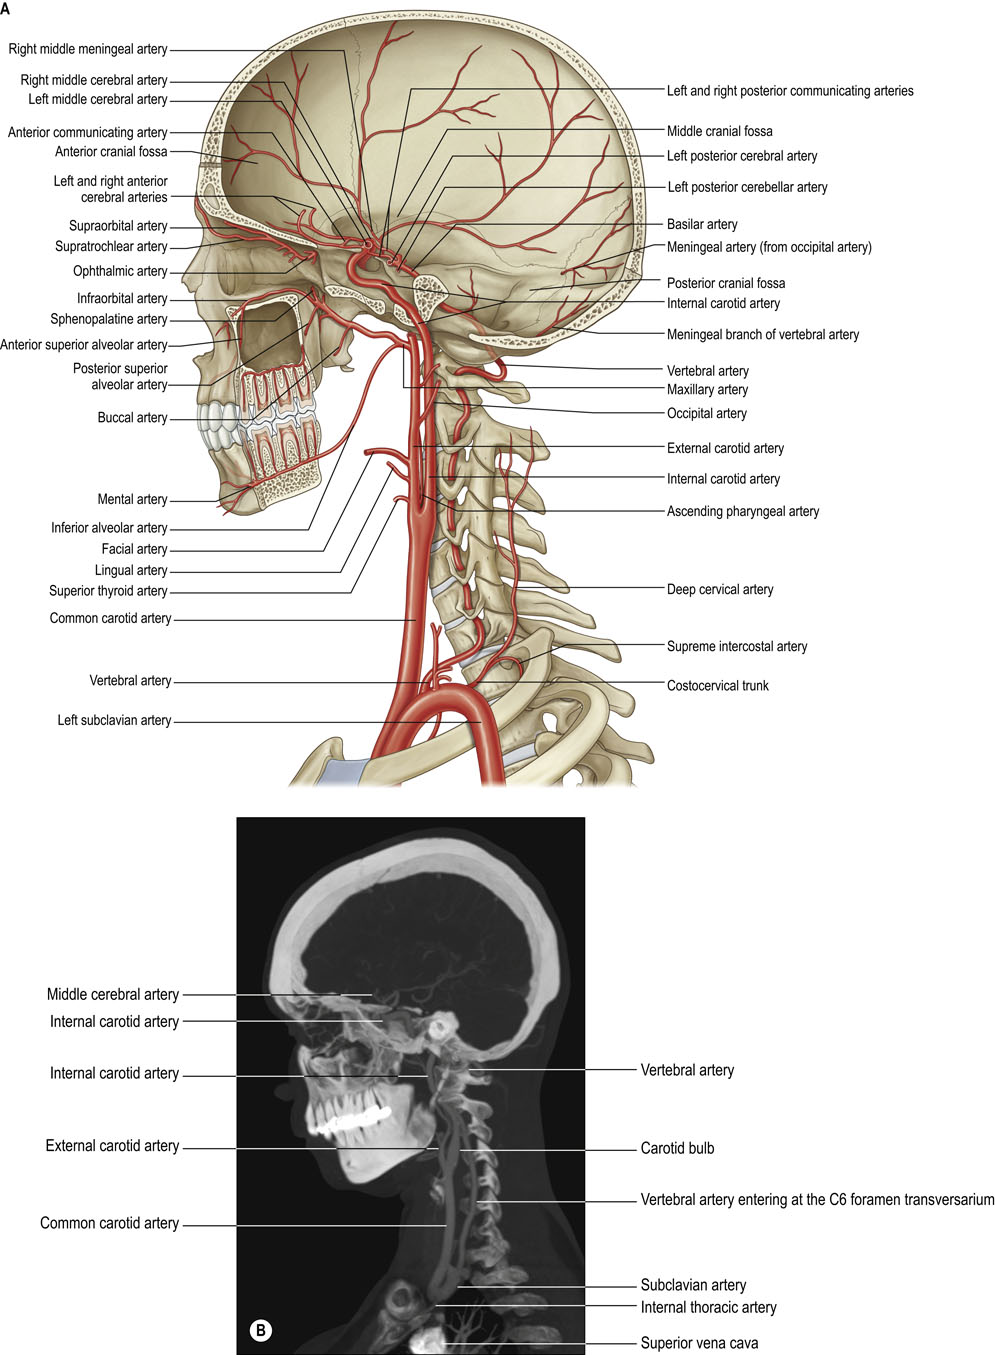 A
Right middle meningeal artery
Right middle cerebral artery
Left middle cerebral artery
Anterior communicating artery
Anterior cranial fossa
Left and right anterior
cerebral arteries
Supraorbital artery
Supratrochlear artery
Ophthalmic artery
Infraorbital artery
Sphenopalatine artery
Anterior superior alveolar artery
Posterior superior
alveolar artery
Buccal artery
Mental artery
Inferior alveolar artery
Facial artery
Lingual artery
Superior thyroid artery
Common carotid artery
Vertebral artery
Left subclavian artery
Left and right posterior communicating arteries
Middle cranial fossa
Left posterior cerebral artery
Left posterior cerebellar artery
Basilar artery
Meningeal artery (from occipital artery)
Posterior cranial fossa
Internal carotid artery
Meningeal branch of vertebral artery
Vertebral artery
Maxillary artery
Occipital artery
External carotid artery
Internal carotid artery
Ascending pharyngeal artery
Deep cervical artery
Supreme intercostal artery
Costocervical trunk
Middle cerebral artery
Internal carotid artery
Internal carotid artery
External carotid artery
Common carotid artery
Vertebral artery
Carotid bulb
Vertebral artery entering at the C6 foramen transversarium
Subclavian artery
Internal thoracic artery
Superior vena cava
B